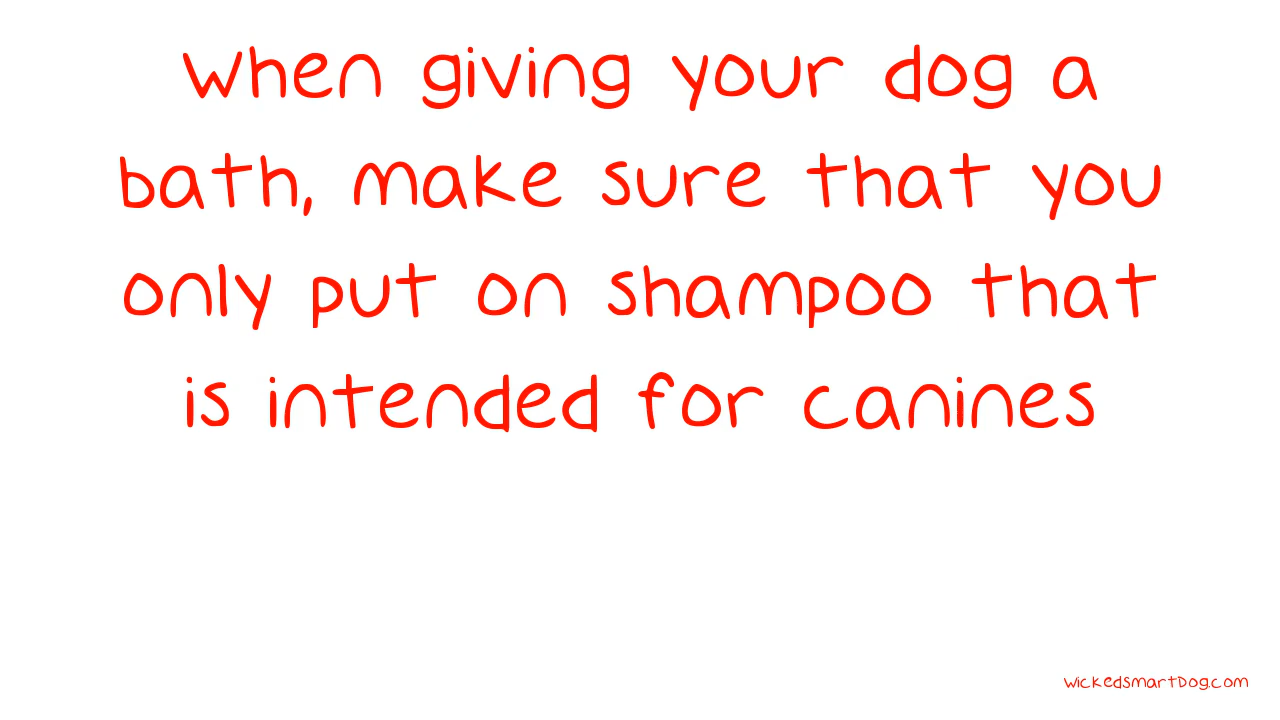 When giving your dog a
bath, make sure that you
only put on shampoo that
is intended for canines
wickedsmartDog.com